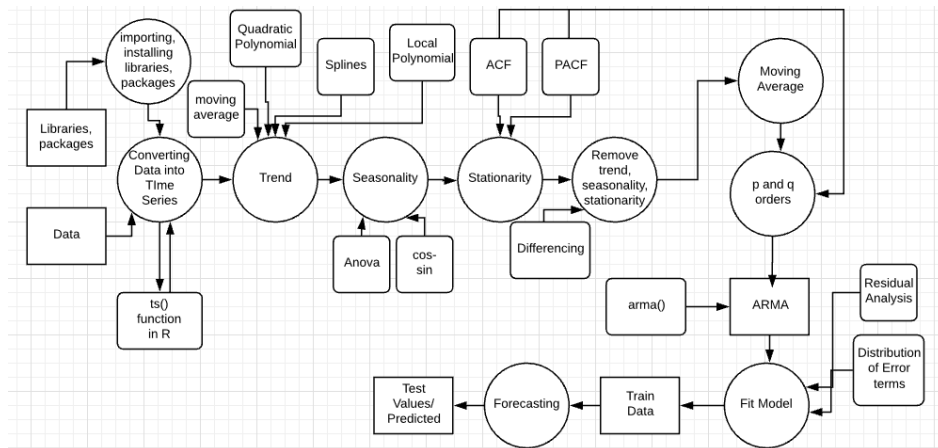 importing,
installing
libraries,
packages
Quadratic
Polynomial
Splines
Local
Polynomial
ACF
PACF
Moving
Average
moving
average
Libraries,
packages
Converting
Data into
TIme
Series
Trend
Seasonality
Stationarity
Remove
trend,
seasonality,
stationarity
p and q
orders
Data
Anova
cos-
sin
Differencing
ts()
function
in R
arma()
ARMA
Residual
Analysis
Distribution
of Error
terms
Test
Values/
Predicted
Forecasting
Train
Data
Fit Model